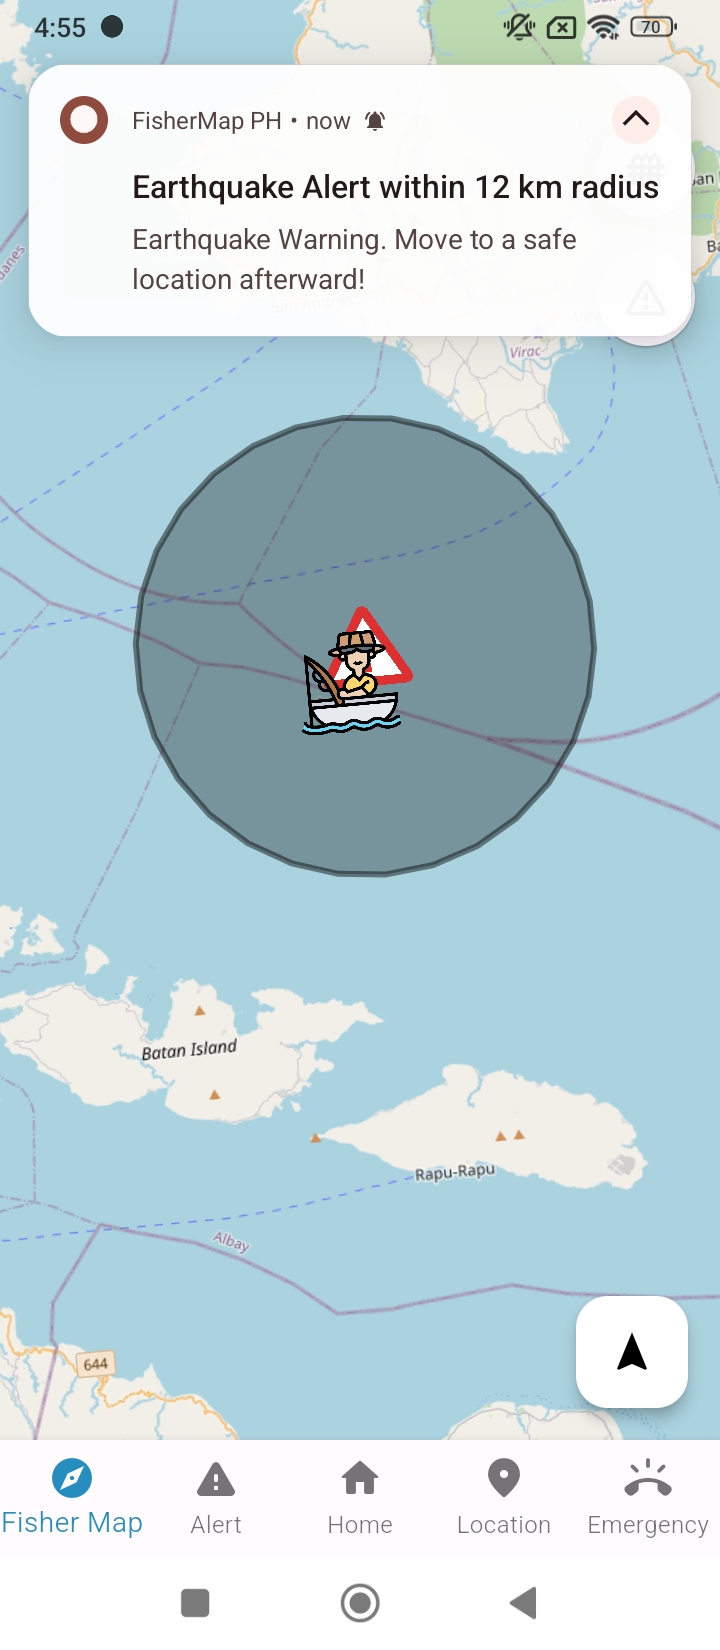 4:55
70
FisherMap PH • now
Earthquake Alert within 12 km radius
Earthquake Warning. Move to a safe
location afterward!
Virac
Batan Island
Rapu-Rapu
Albay
644
Fisher Map
Alert
Home
Location
Emergency